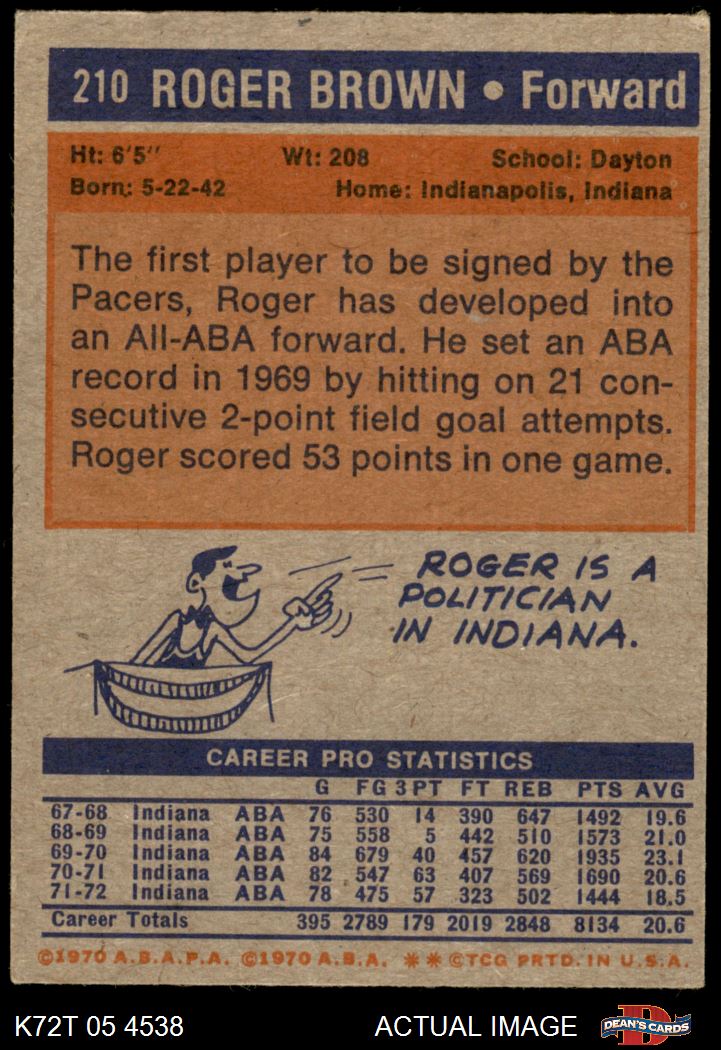 210 ROGER BROWN • Forward
Ht: 6'5" Wt: 208 School: Dayton
Born: 5-22-42 Home: Indianapolis, Indiana
The first player to be signed by the
Pacers, Roger has developed into
an All-ABA forward. He set an ABA
record in 1969 by hitting on 21 con-
secutive 2-point field goal attempts.
Roger scored 53 points in one game.
ROGER IS A
POLITICIAN
IN INDIANA.
CAREER PRO STATISTICS
G FG 3PT FT REB PTS AVG
67-68 Indiana ABA 76 530 14 390 647 1492 19.6
68-69 Indiana ABA 75 558 5 442 510 1573 21.0
69-70 Indiana ABA 84 679 40 457 620 1935 23.1
70-71 Indiana ABA 82 547 63 407 569 1690 20.6
71-72 Indiana ABA 78 475 57 323 502 1444 18.5
Career Totals 395 2789 179 2019 2848 8134 20.6
©1970 A.B.A.P.A. ©1970 A.B.A. ** ©TCG PRTD. IN U.S.A.
K72T 05 4538 ACTUAL IMAGE DEAN'S CARDS